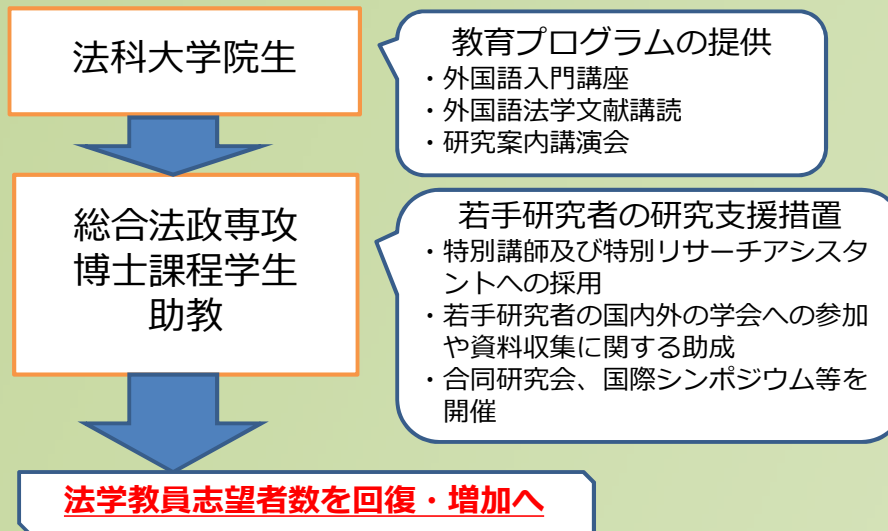 法科大学院生
教育プログラムの提供
・外国語入門講座
・外国語法学文献講読
・研究案内講演会
総合法政専攻
博士課程学生
助教
若手研究者の研究支援措置
・特別講師及び特別リサーチアシスタ
ントへの採用
・若手研究者の国内外の学会への参加
や資料収集に関する助成
・合同研究会、国際シンポジウム等を
開催
法学教員志望者数を回復・増加へ